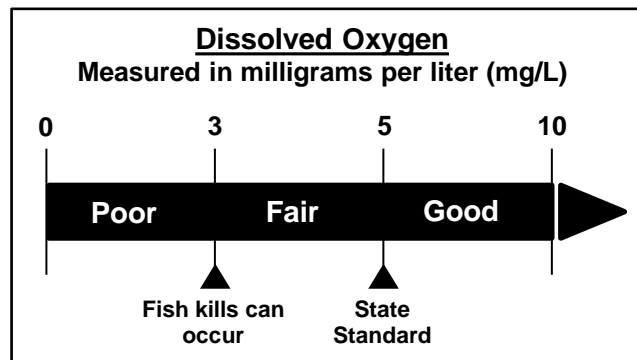 Dissolved Oxygen
Measured in milligrams per liter (mg/L)
0 3 5 10
Poor Fair Good
Fish kills can occur
State Standard